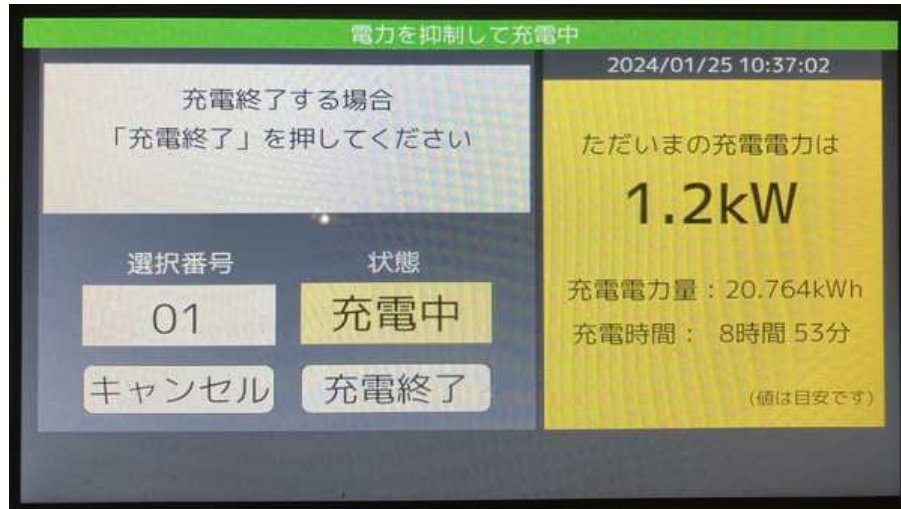 電力を抑制して充電中
2024/01/25 10:37:02
充電終了する場合
「充電終了」を押してください
選択番号
状態
01
充電中
キャンセル
充電終了
ただいまの充電電力は
1.2kW
充電電力量：20.764kWh
充電時間： 8時間 53分
(値は目安です)